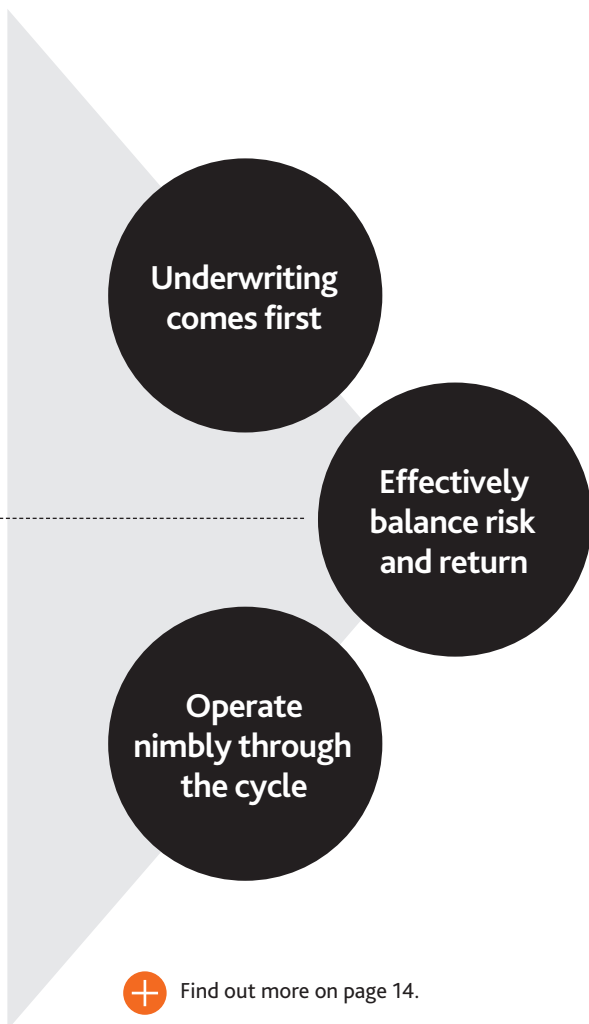 Underwriting
comes first
Effectively
balance risk
and return
Operate
nimbly through
the cycle
Find out more on page 14.